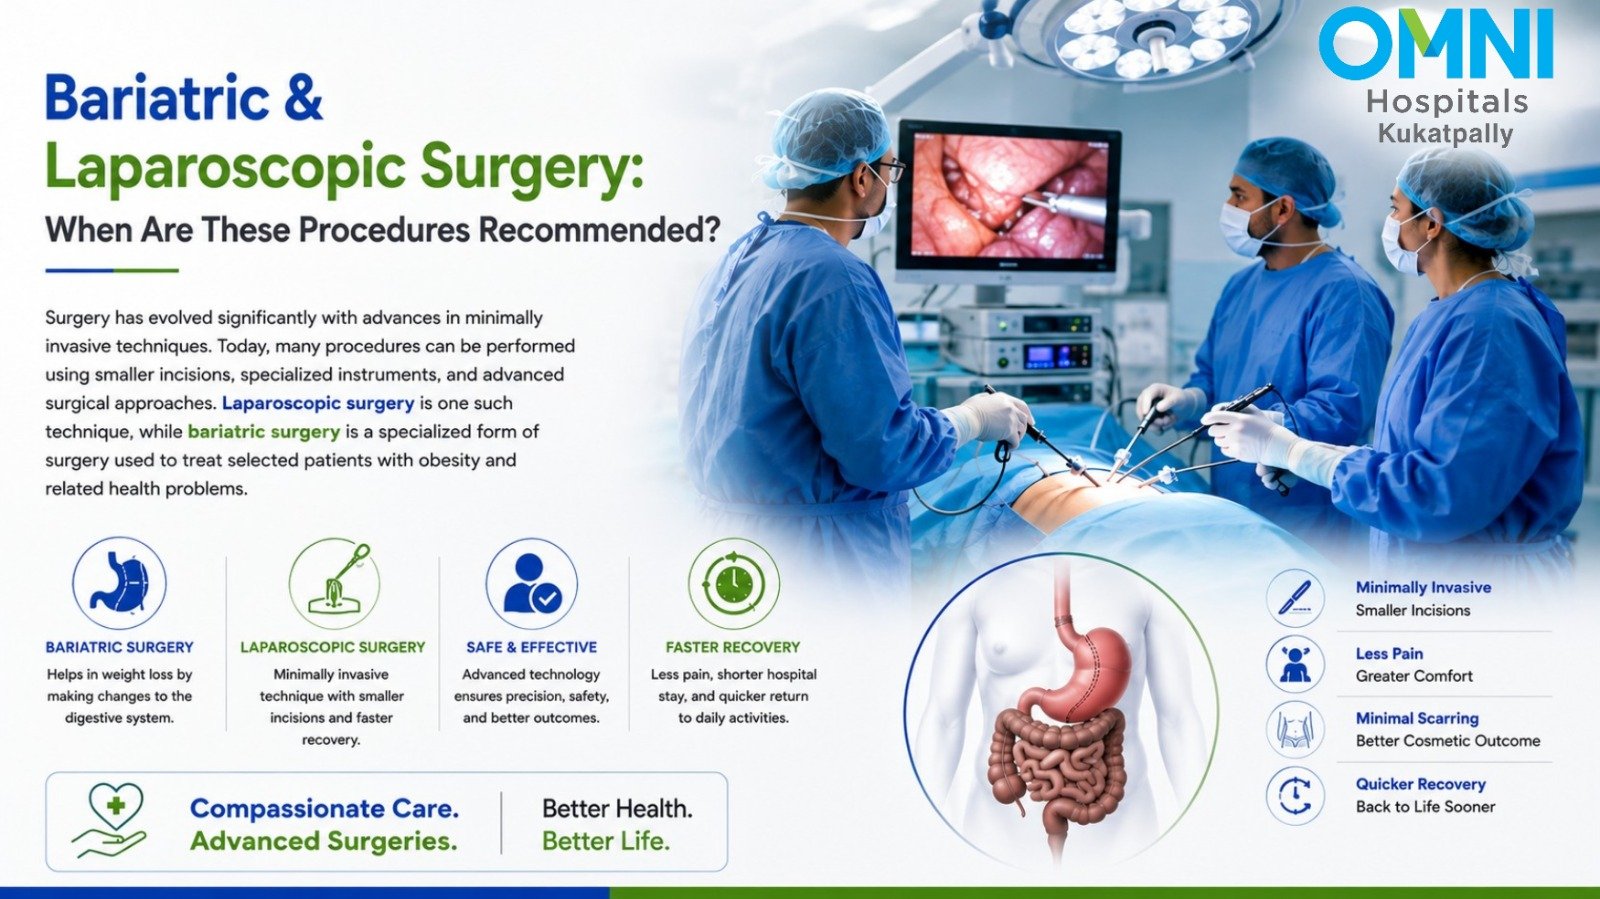 OMNI
Hospitals
Kukatpally
Bariatric &
Laparoscopic Surgery:
When Are These Procedures Recommended?
Surgery has evolved significantly with advances in minimally
invasive techniques. Today, many procedures can be performed
using smaller incisions, specialized instruments, and advanced
surgical approaches. Laparoscopic surgery is one such
technique, while bariatric surgery is a specialized form of
surgery used to treat selected patients with obesity and
related health problems.
BARIATRIC SURGERY
Helps in weight loss by
making changes to the
digestive system.
LAPAROSCOPIC SURGERY
Minimally invasive
technique with smaller
incisions and faster
recovery.
SAFE & EFFECTIVE
Advanced technology
ensures precision, safety,
and better outcomes.
FASTER RECOVERY
Less pain, shorter hospital
stay, and quicker return
to daily activities.
Minimally Invasive
Smaller Incisions
Less Pain
Greater Comfort
Minimal Scarring
Better Cosmetic Outcome
Quicker Recovery
Back to Life Sooner
Compassionate Care.
Advanced Surgeries.
Better Health.
Better Life.